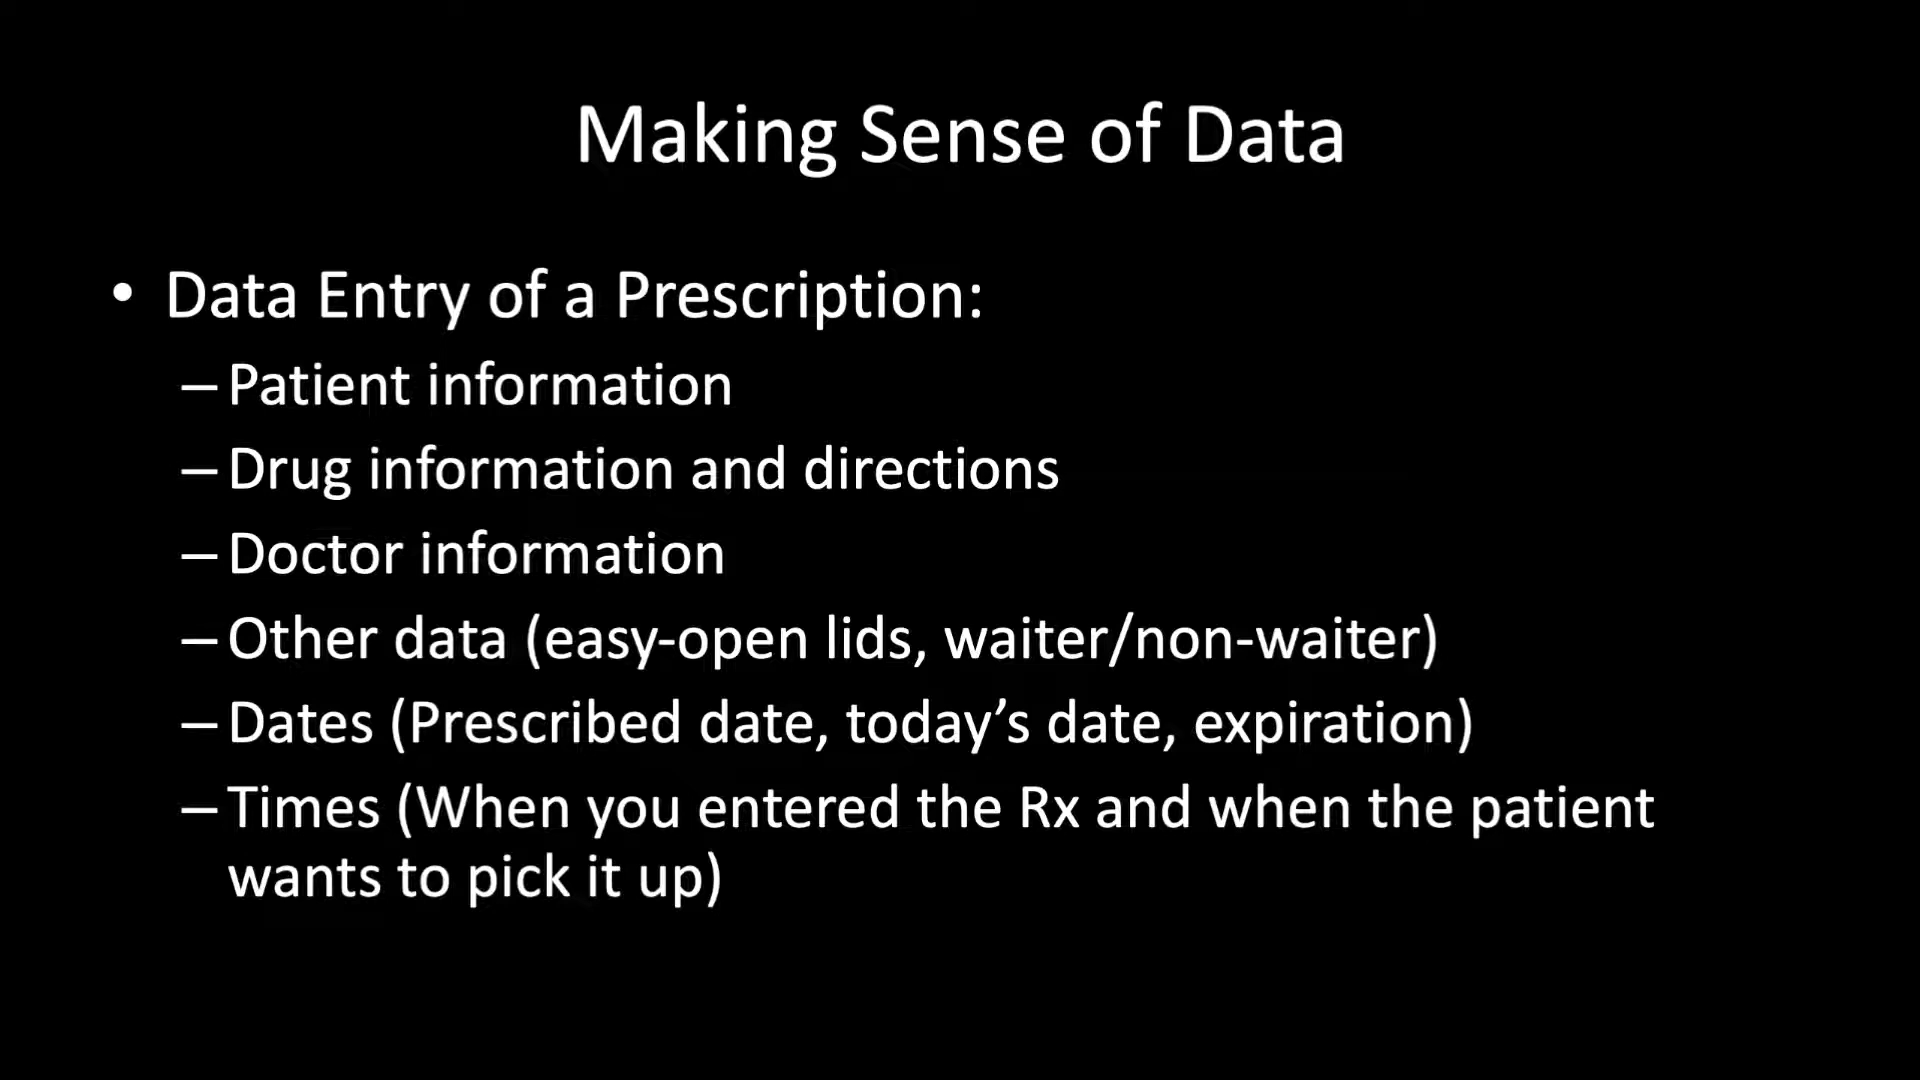 Making Sense of Data
• Data Entry of a Prescription:
– Patient information
– Drug information and directions
– Doctor information
– Other data (easy-open lids, waiter/non-waiter)
– Dates (Prescribed date, today’s date, expiration)
– Times (When you entered the Rx and when the patient
wants to pick it up)